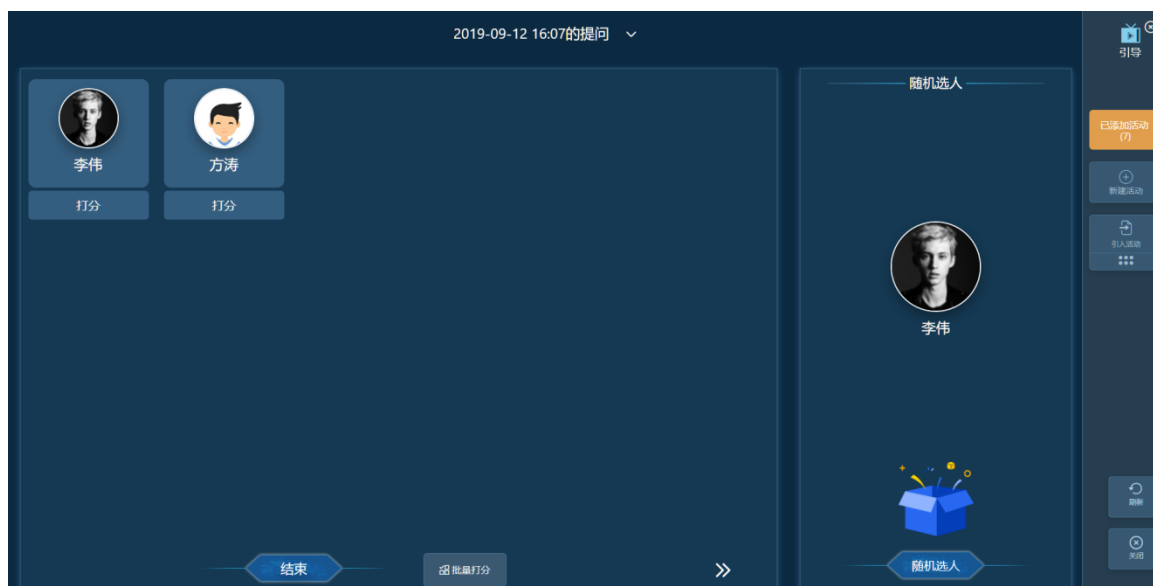 2019-09-12 16:07的提问
引导
李伟
方涛
打分
打分
随机选人
李伟
随机选人
已添加活动
(7)
新建活动
引入活动
刷新
关闭
结束
批量打分